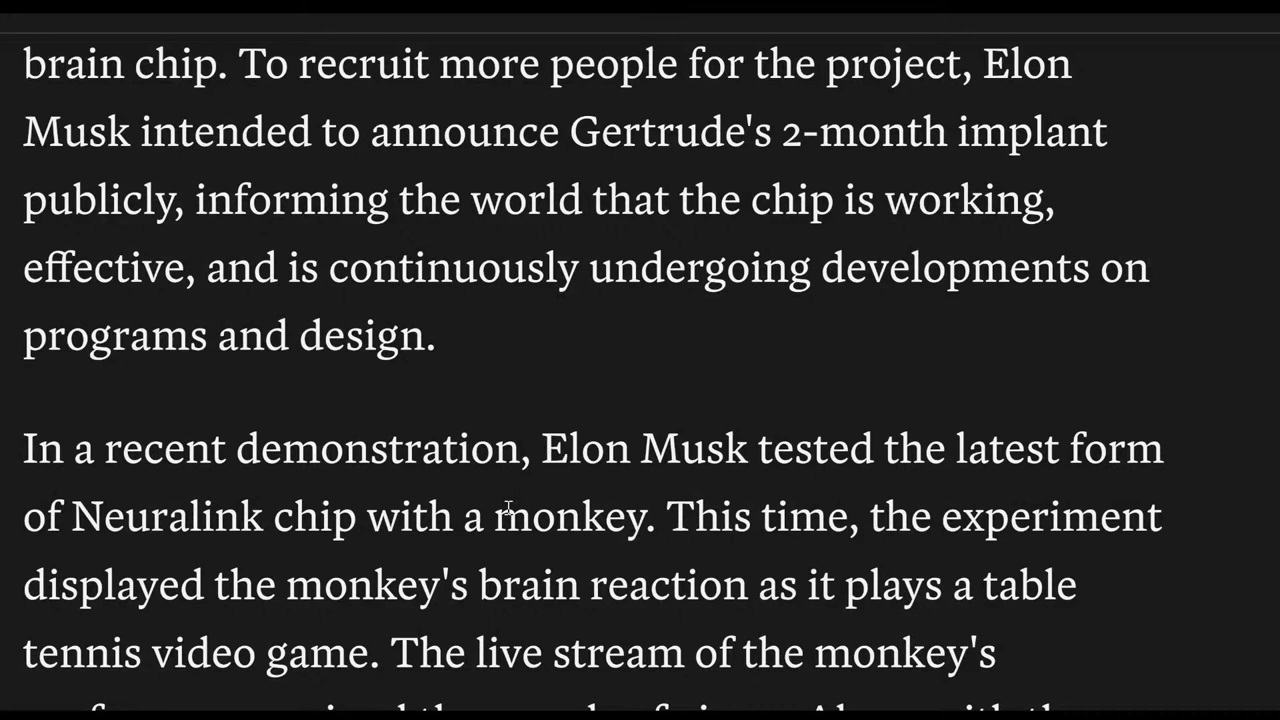 brain chip. To recruit more people for the project, Elon
Musk intended to announce Gertrude's 2-month implant
publicly, informing the world that the chip is working,
effective, and is continuously undergoing developments on
programs and design.
In a recent demonstration, Elon Musk tested the latest form
of Neuralink chip with a monkey. This time, the experiment
displayed the monkey's brain reaction as it plays a table
tennis video game. The live stream of the monkey's